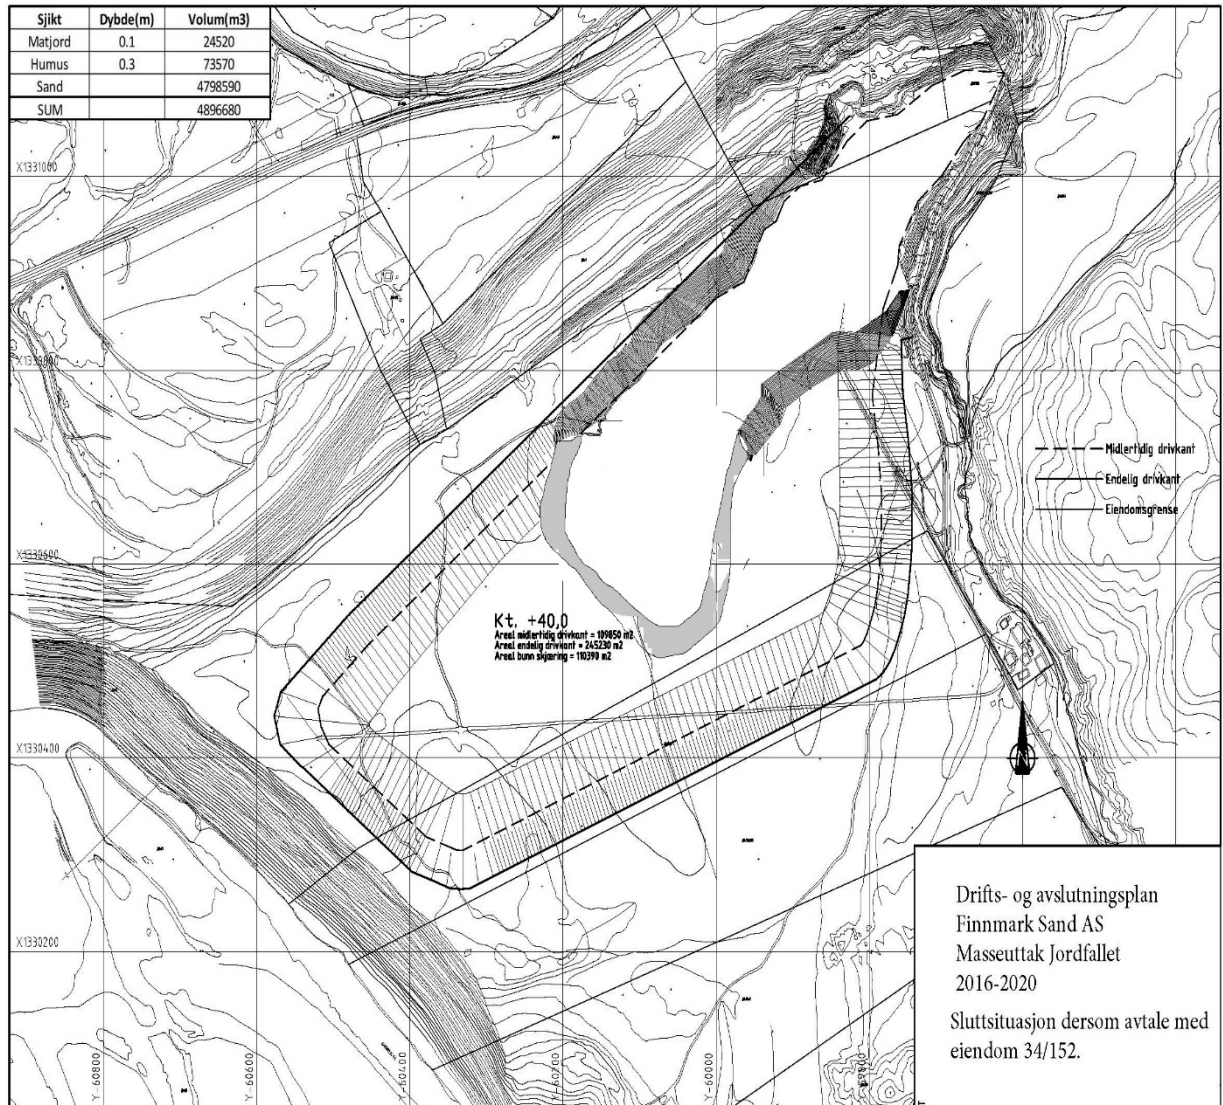 Sjikt Dybde(m) Volum(m3)
Matjord 0.1 24520
Humus 0.3 73570
Sand 4798590
SUM 4896680
X1331000
X1330600
X1330400
X1330200
Midlertidig drivkant
Endelig drivkant
Eiendomsgrense
Kt. +40,0
Areal midlertidig drivkant = 189850 m2
Areal endelig drivkant = 245230 m2
Areal bunn skjæring = 110390 m2
Y-60800
Y-60600
Y-60400
Y-60200
Y-60000
Drifts- og avslutningsplan
Finnmark Sand AS
Masseuttak Jordfallet
2016-2020
Sluttsituasjon dersom avtale med
eiendom 34/152.